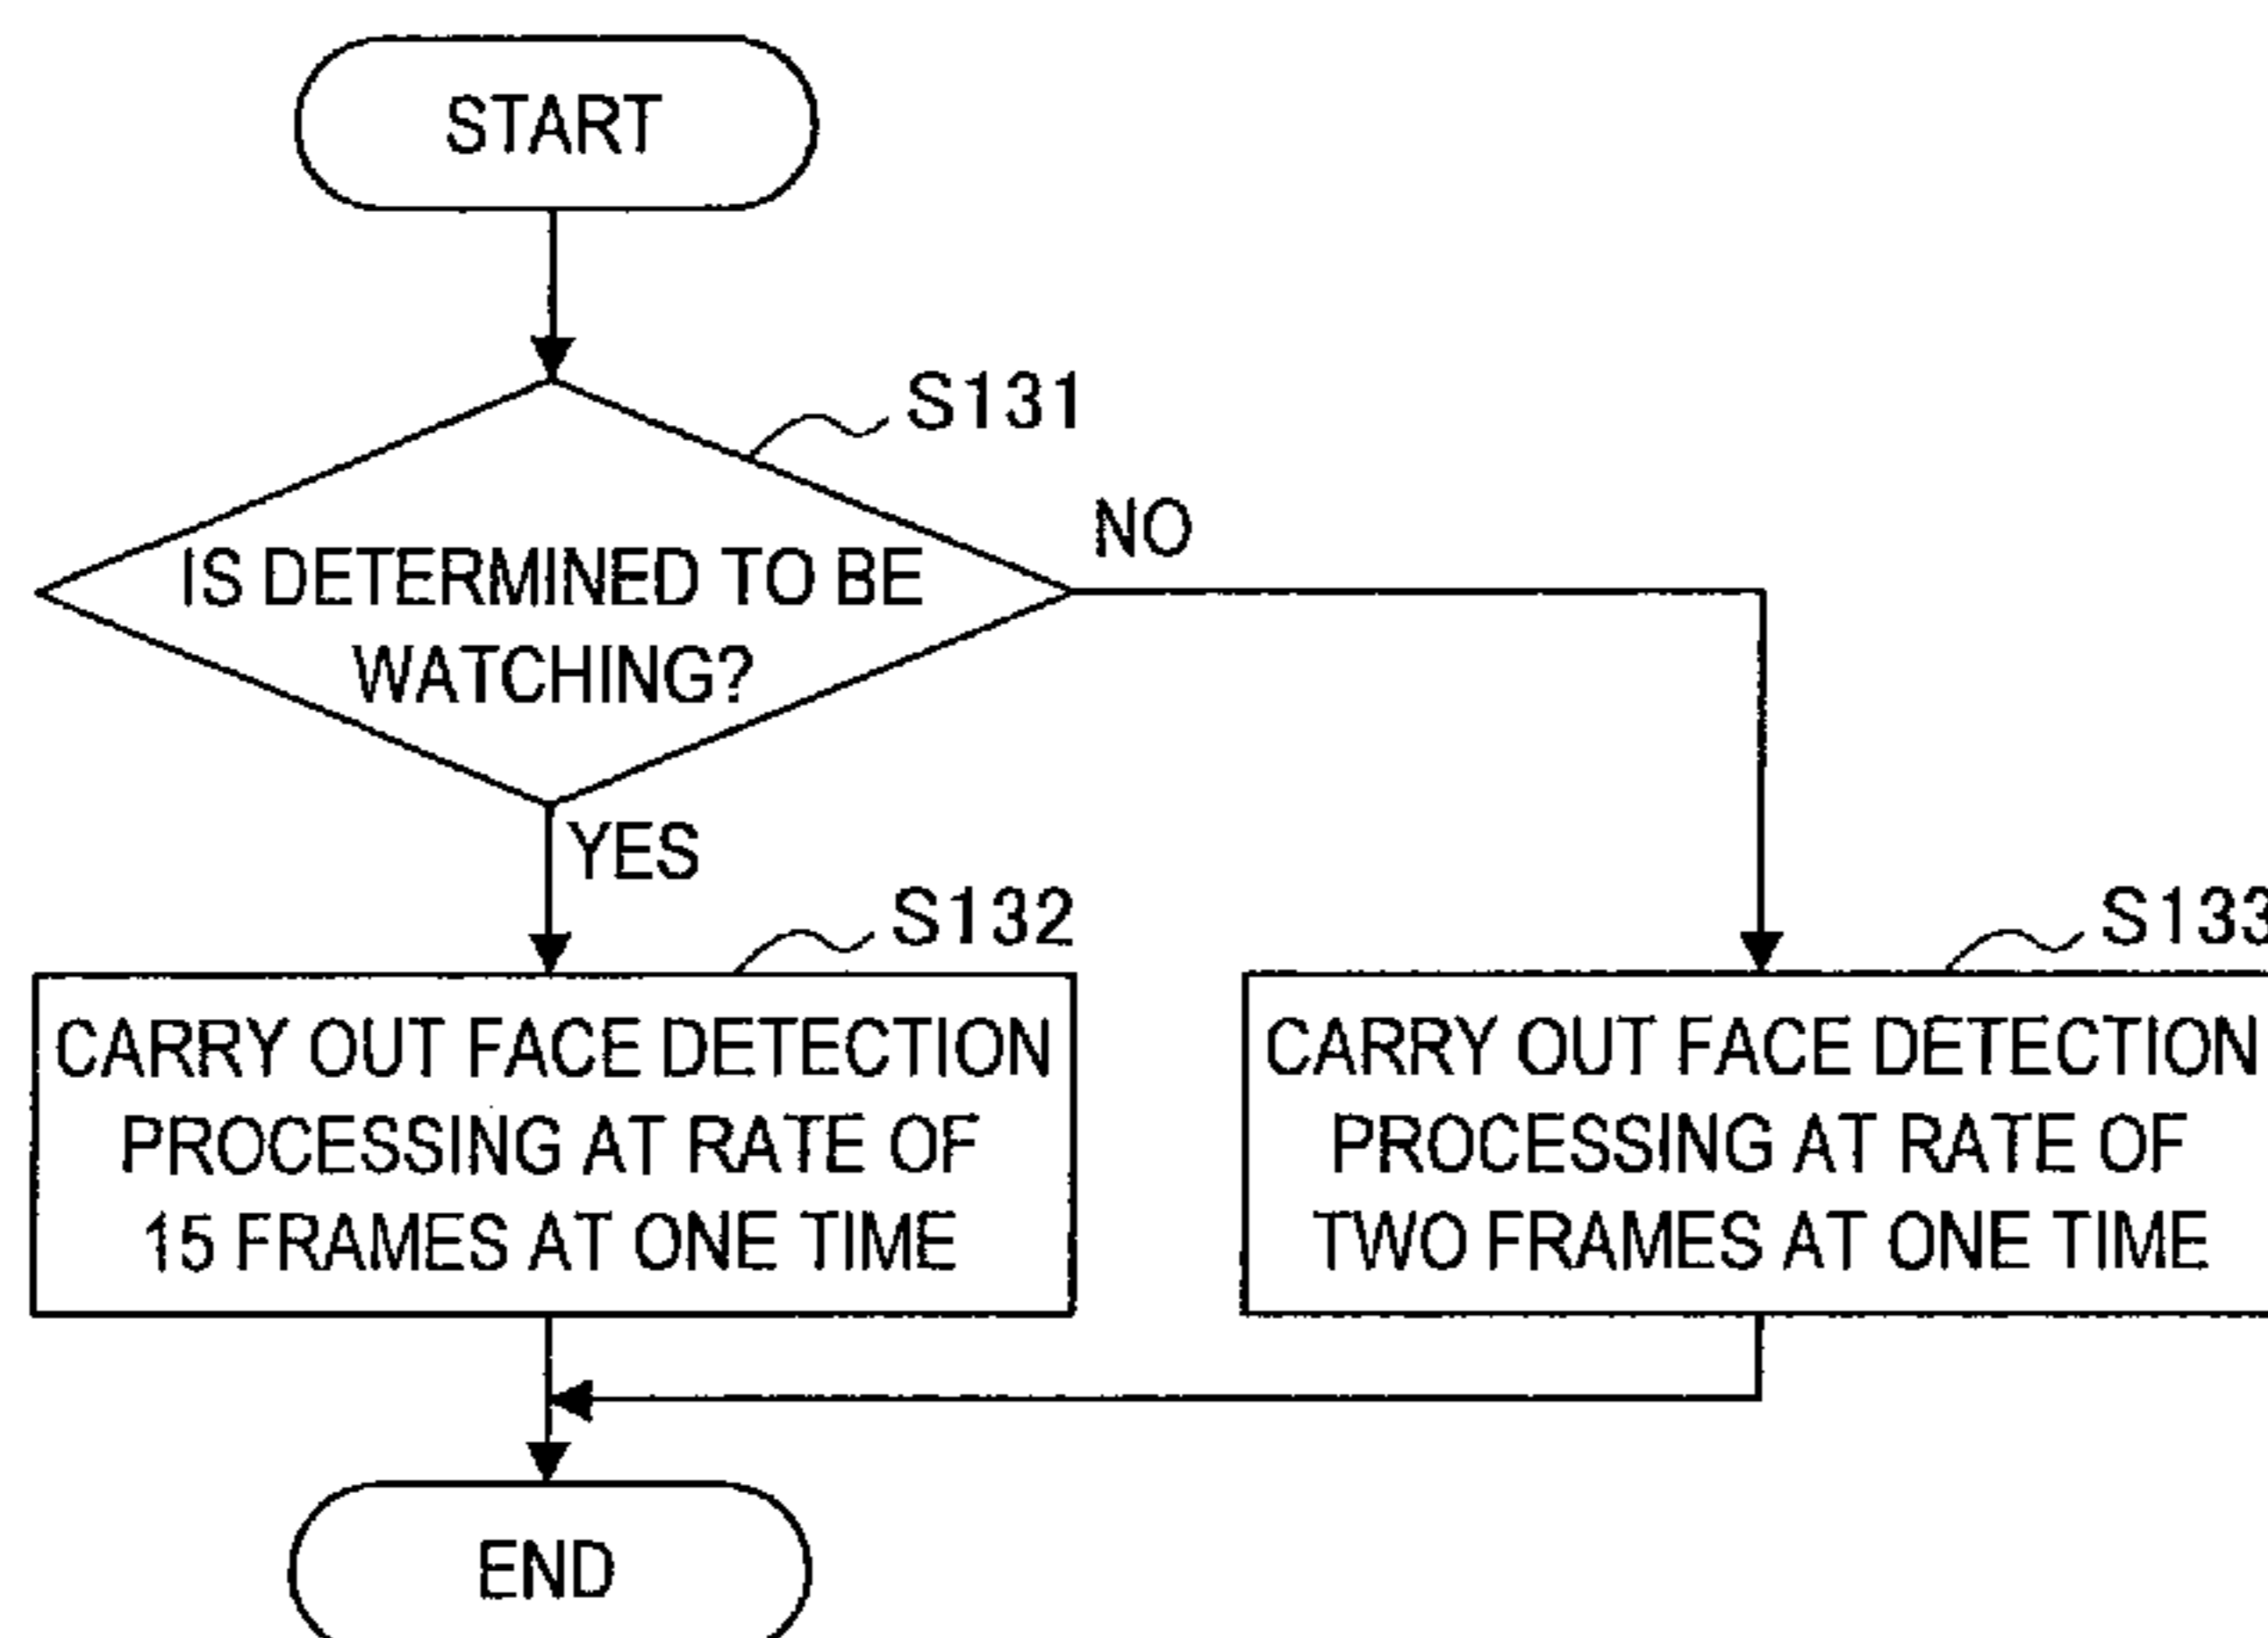 START
S131
IS DETERMINED TO BE
WATCHING?
NO
YES
S132
CARRY OUT FACE DETECTION
PROCESSING AT RATE OF
15 FRAMES AT ONE TIME
S133
CARRY OUT FACE DETECTION
PROCESSING AT RATE OF
TWO FRAMES AT ONE TIME
END